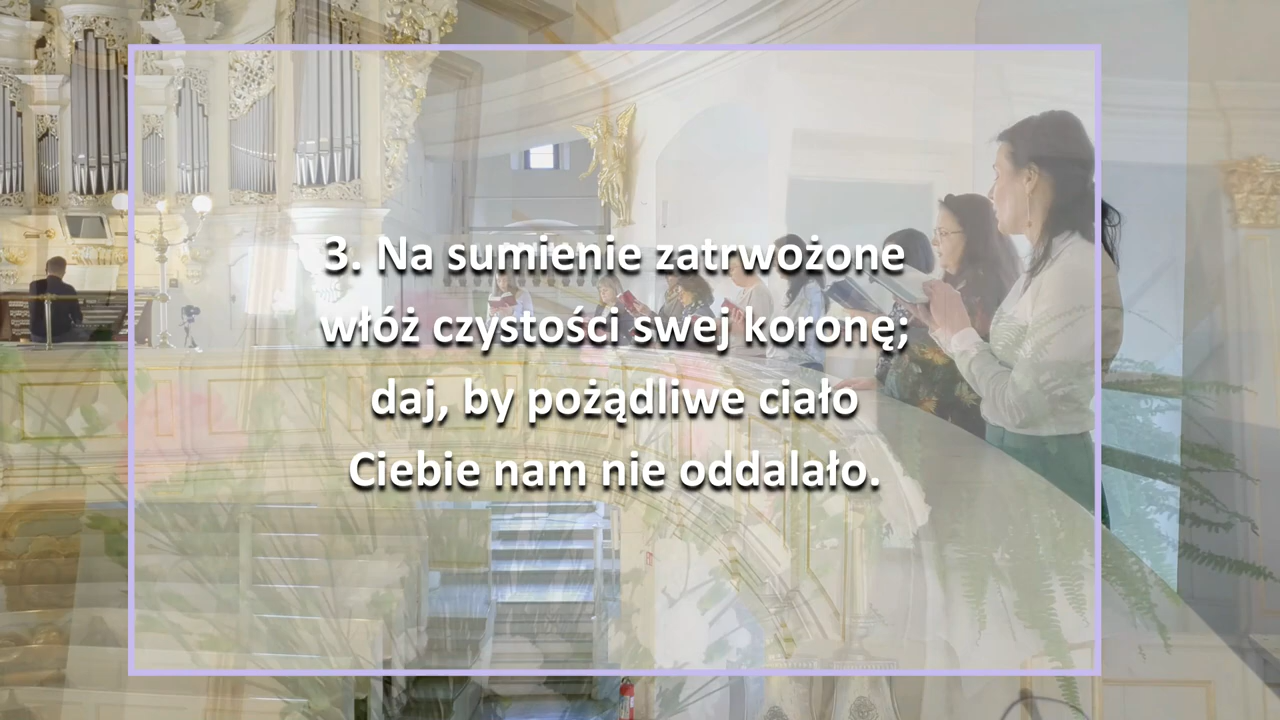 3. Na sumienie zatrwożone
włóż czystości swej koronę;
daj, by pożądliwe ciało
Ciebie nam nie oddalało.